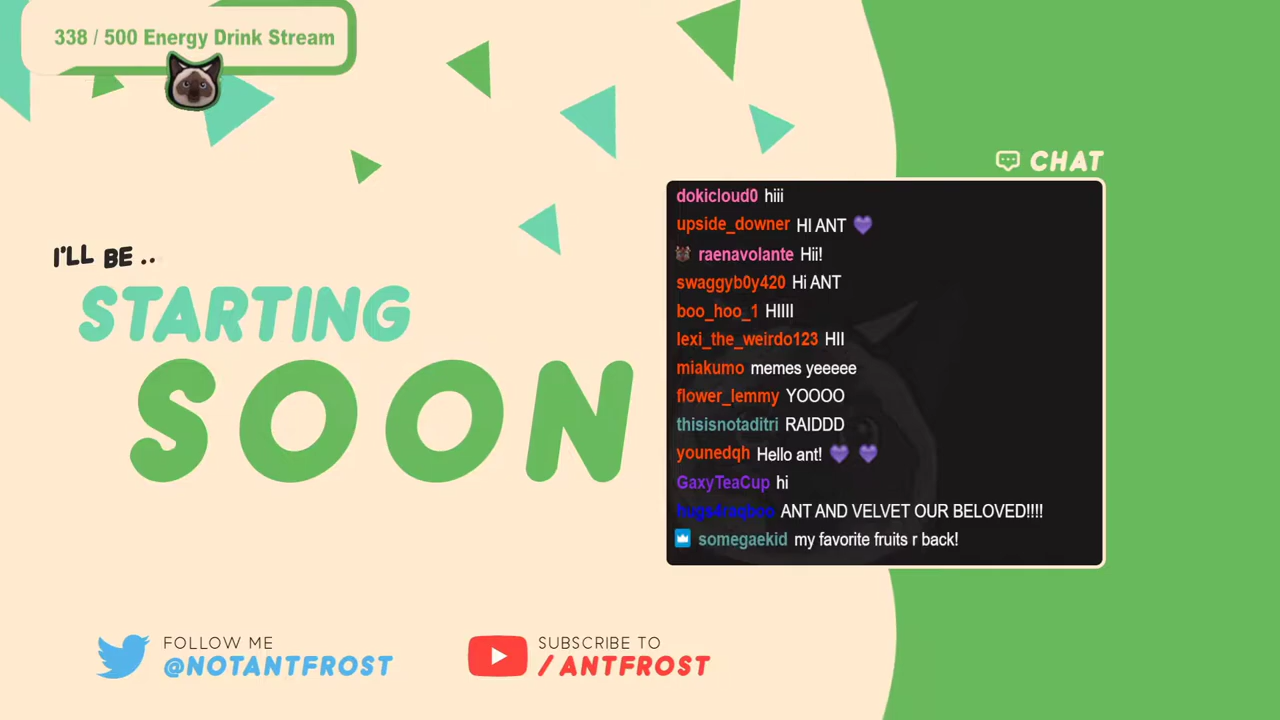 338 / 500 Energy Drink Stream
CHAT
dokicloud0 hiii
upside_downer HI ANT 💜
raenavolante Hii!
swaggyb0y420 Hi ANT
boo_hoo_1 HIIII
lexi_the_weirdo123 HII
miakumo memes yeeeee
flower_lemmy YOOOO
thisisnotaditri RAIDDD
younedqh Hello ant! 💜 💜
GaxyTeaCup hi
hugs4raqboo ANT AND VELVET OUR BELOVED!!!!
somegaekid my favorite fruits r back!
I'LL BE ..
STARTING
SOON
FOLLOW ME
@NOTANTFROST
SUBSCRIBE TO
/ANTFROST